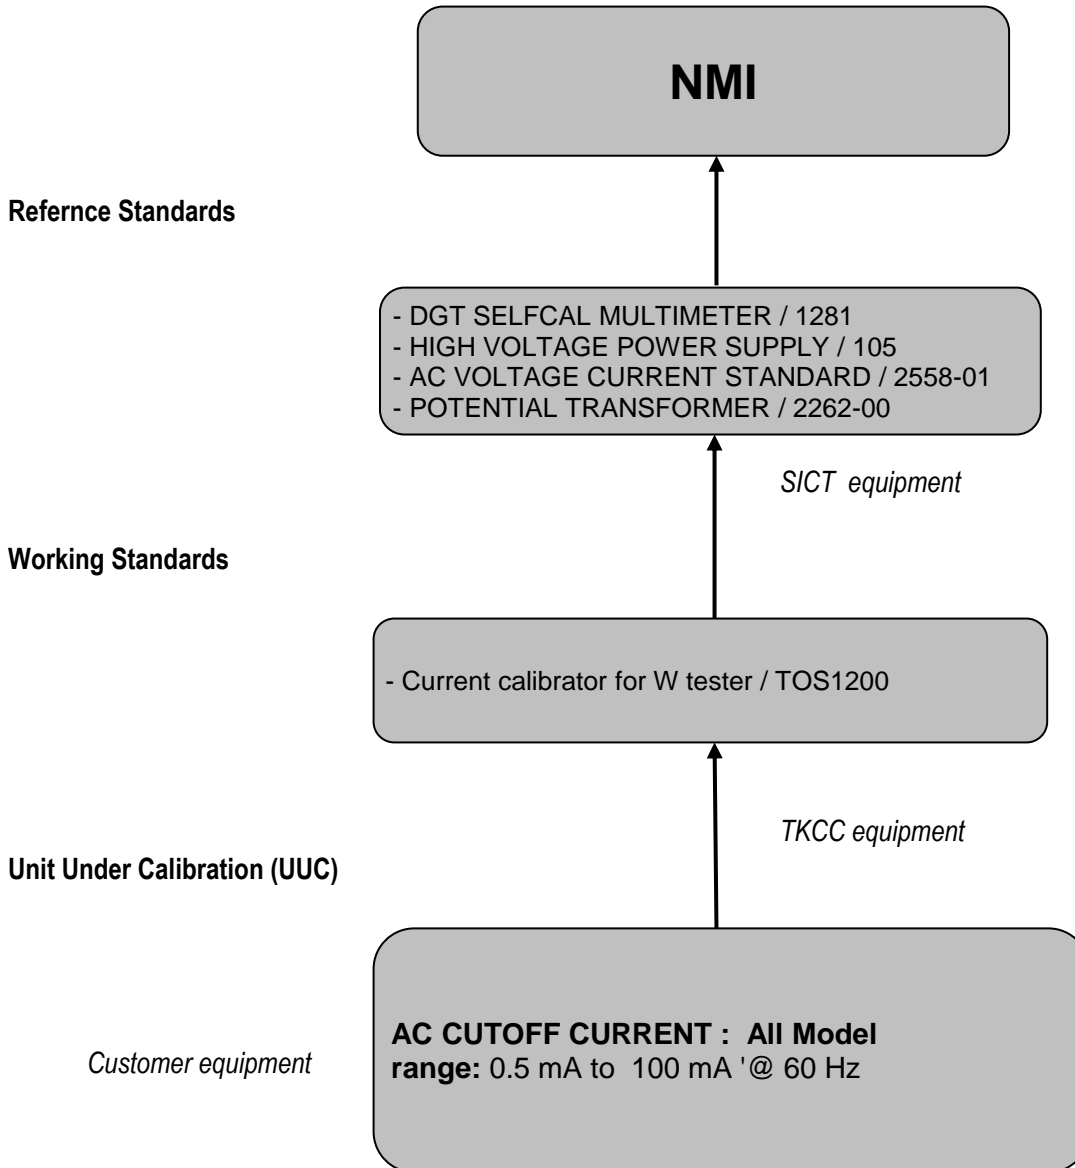 NMI
Refernce Standards
- DGT SELFCAL MULTIMETER / 1281
- HIGH VOLTAGE POWER SUPPLY / 105
- AC VOLTAGE CURRENT STANDARD / 2558-01
- POTENTIAL TRANSFORMER / 2262-00
SICT equipment
Working Standards
- Current calibrator for W tester / TOS1200
TKCC equipment
Unit Under Calibration (UUC)
AC CUTOFF CURRENT : All Model
Customer equipment
range: 0.5 mA to 100 mA '@ 60 Hz